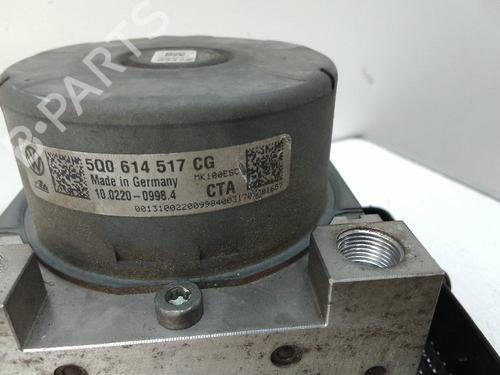 5Q0 614 517 CG
Made in Germany
MK100ESC
10.0220-0998.4
CTA
-PARTS